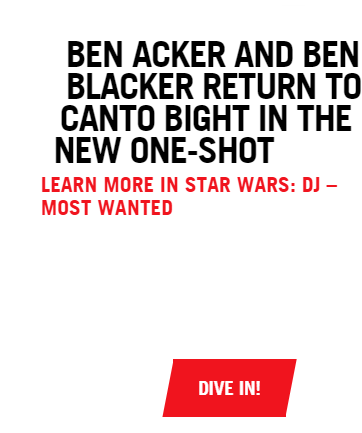 BEN ACKER AND BEN
BLACKER RETURN TO
CANTO BIGHT IN THE
NEW ONE-SHOT
LEARN MORE IN STAR WARS: DJ –
MOST WANTED
DIVE IN!